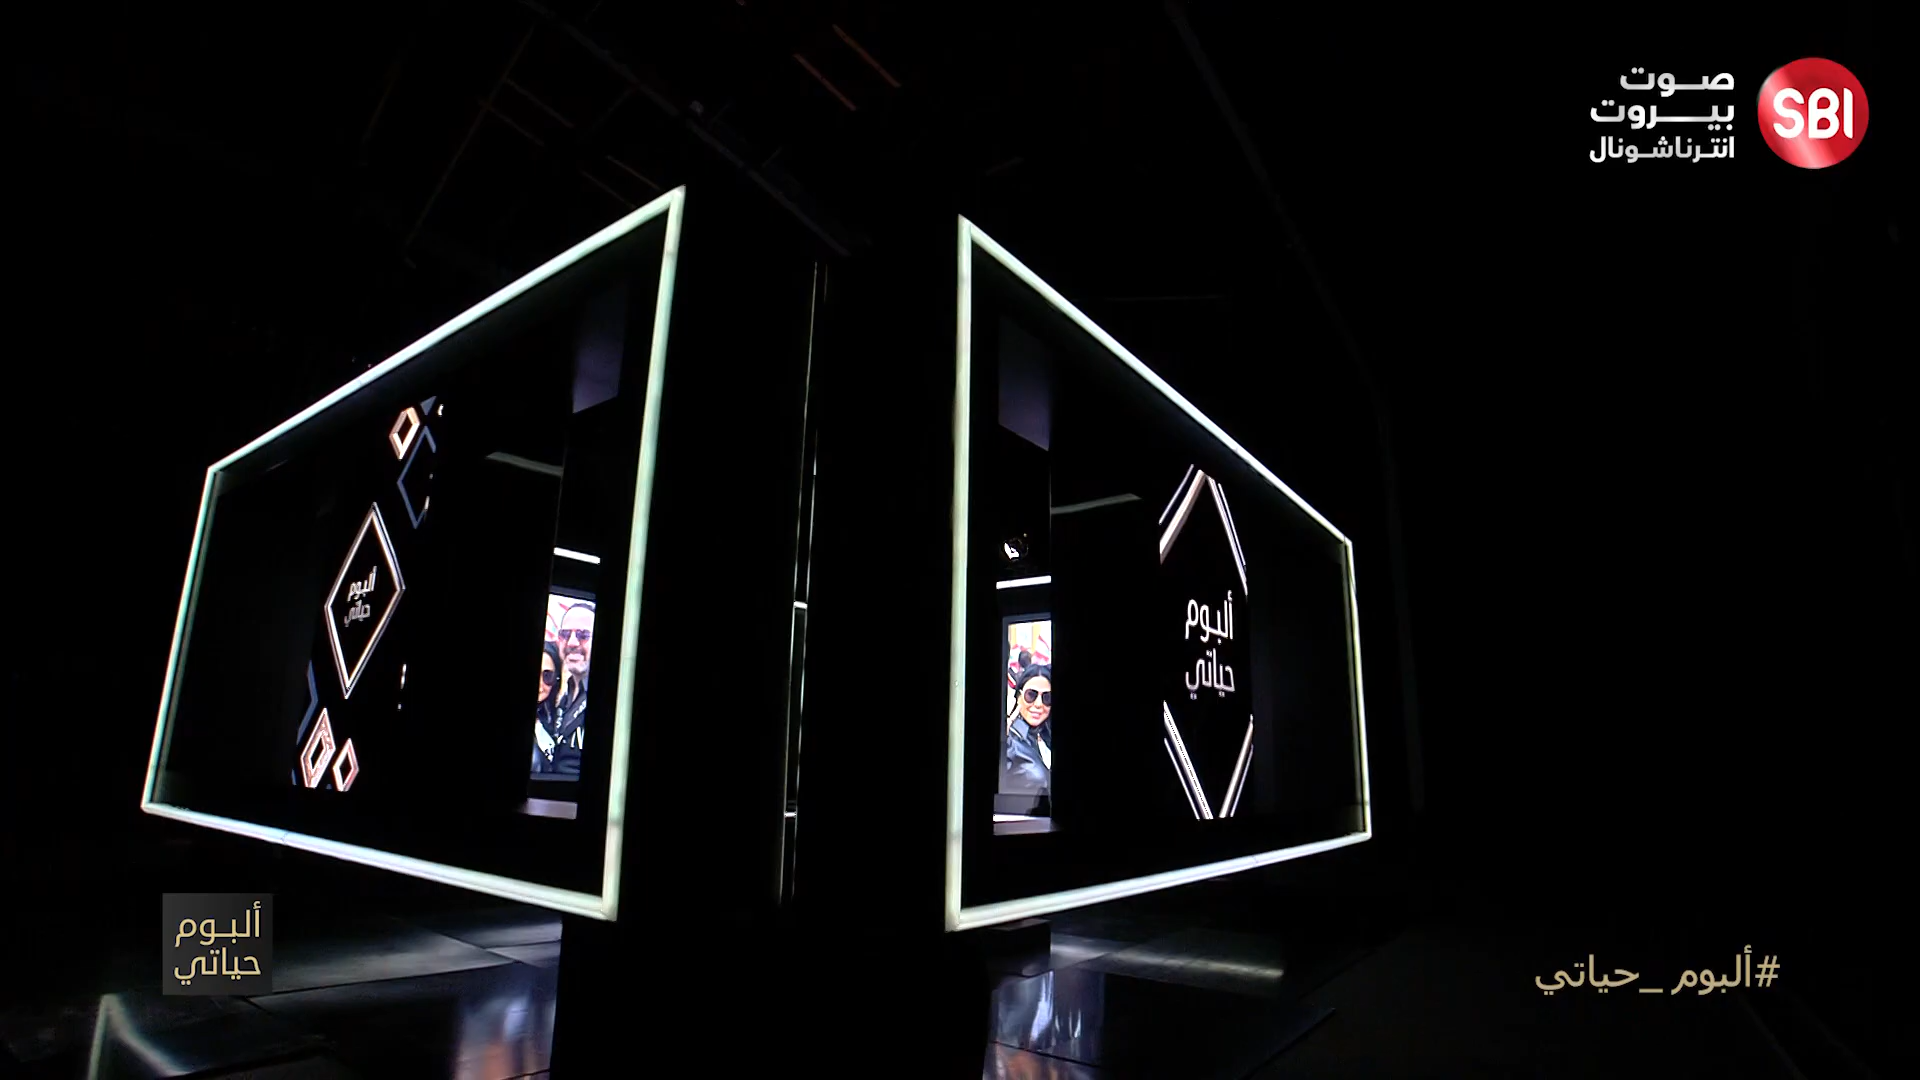 صوت
بيروت
انترناشونال
SBI
ألبوم
حياتي
ألبوم
حياتي
ألبوم
حياتي
#ألبوم_حياتي